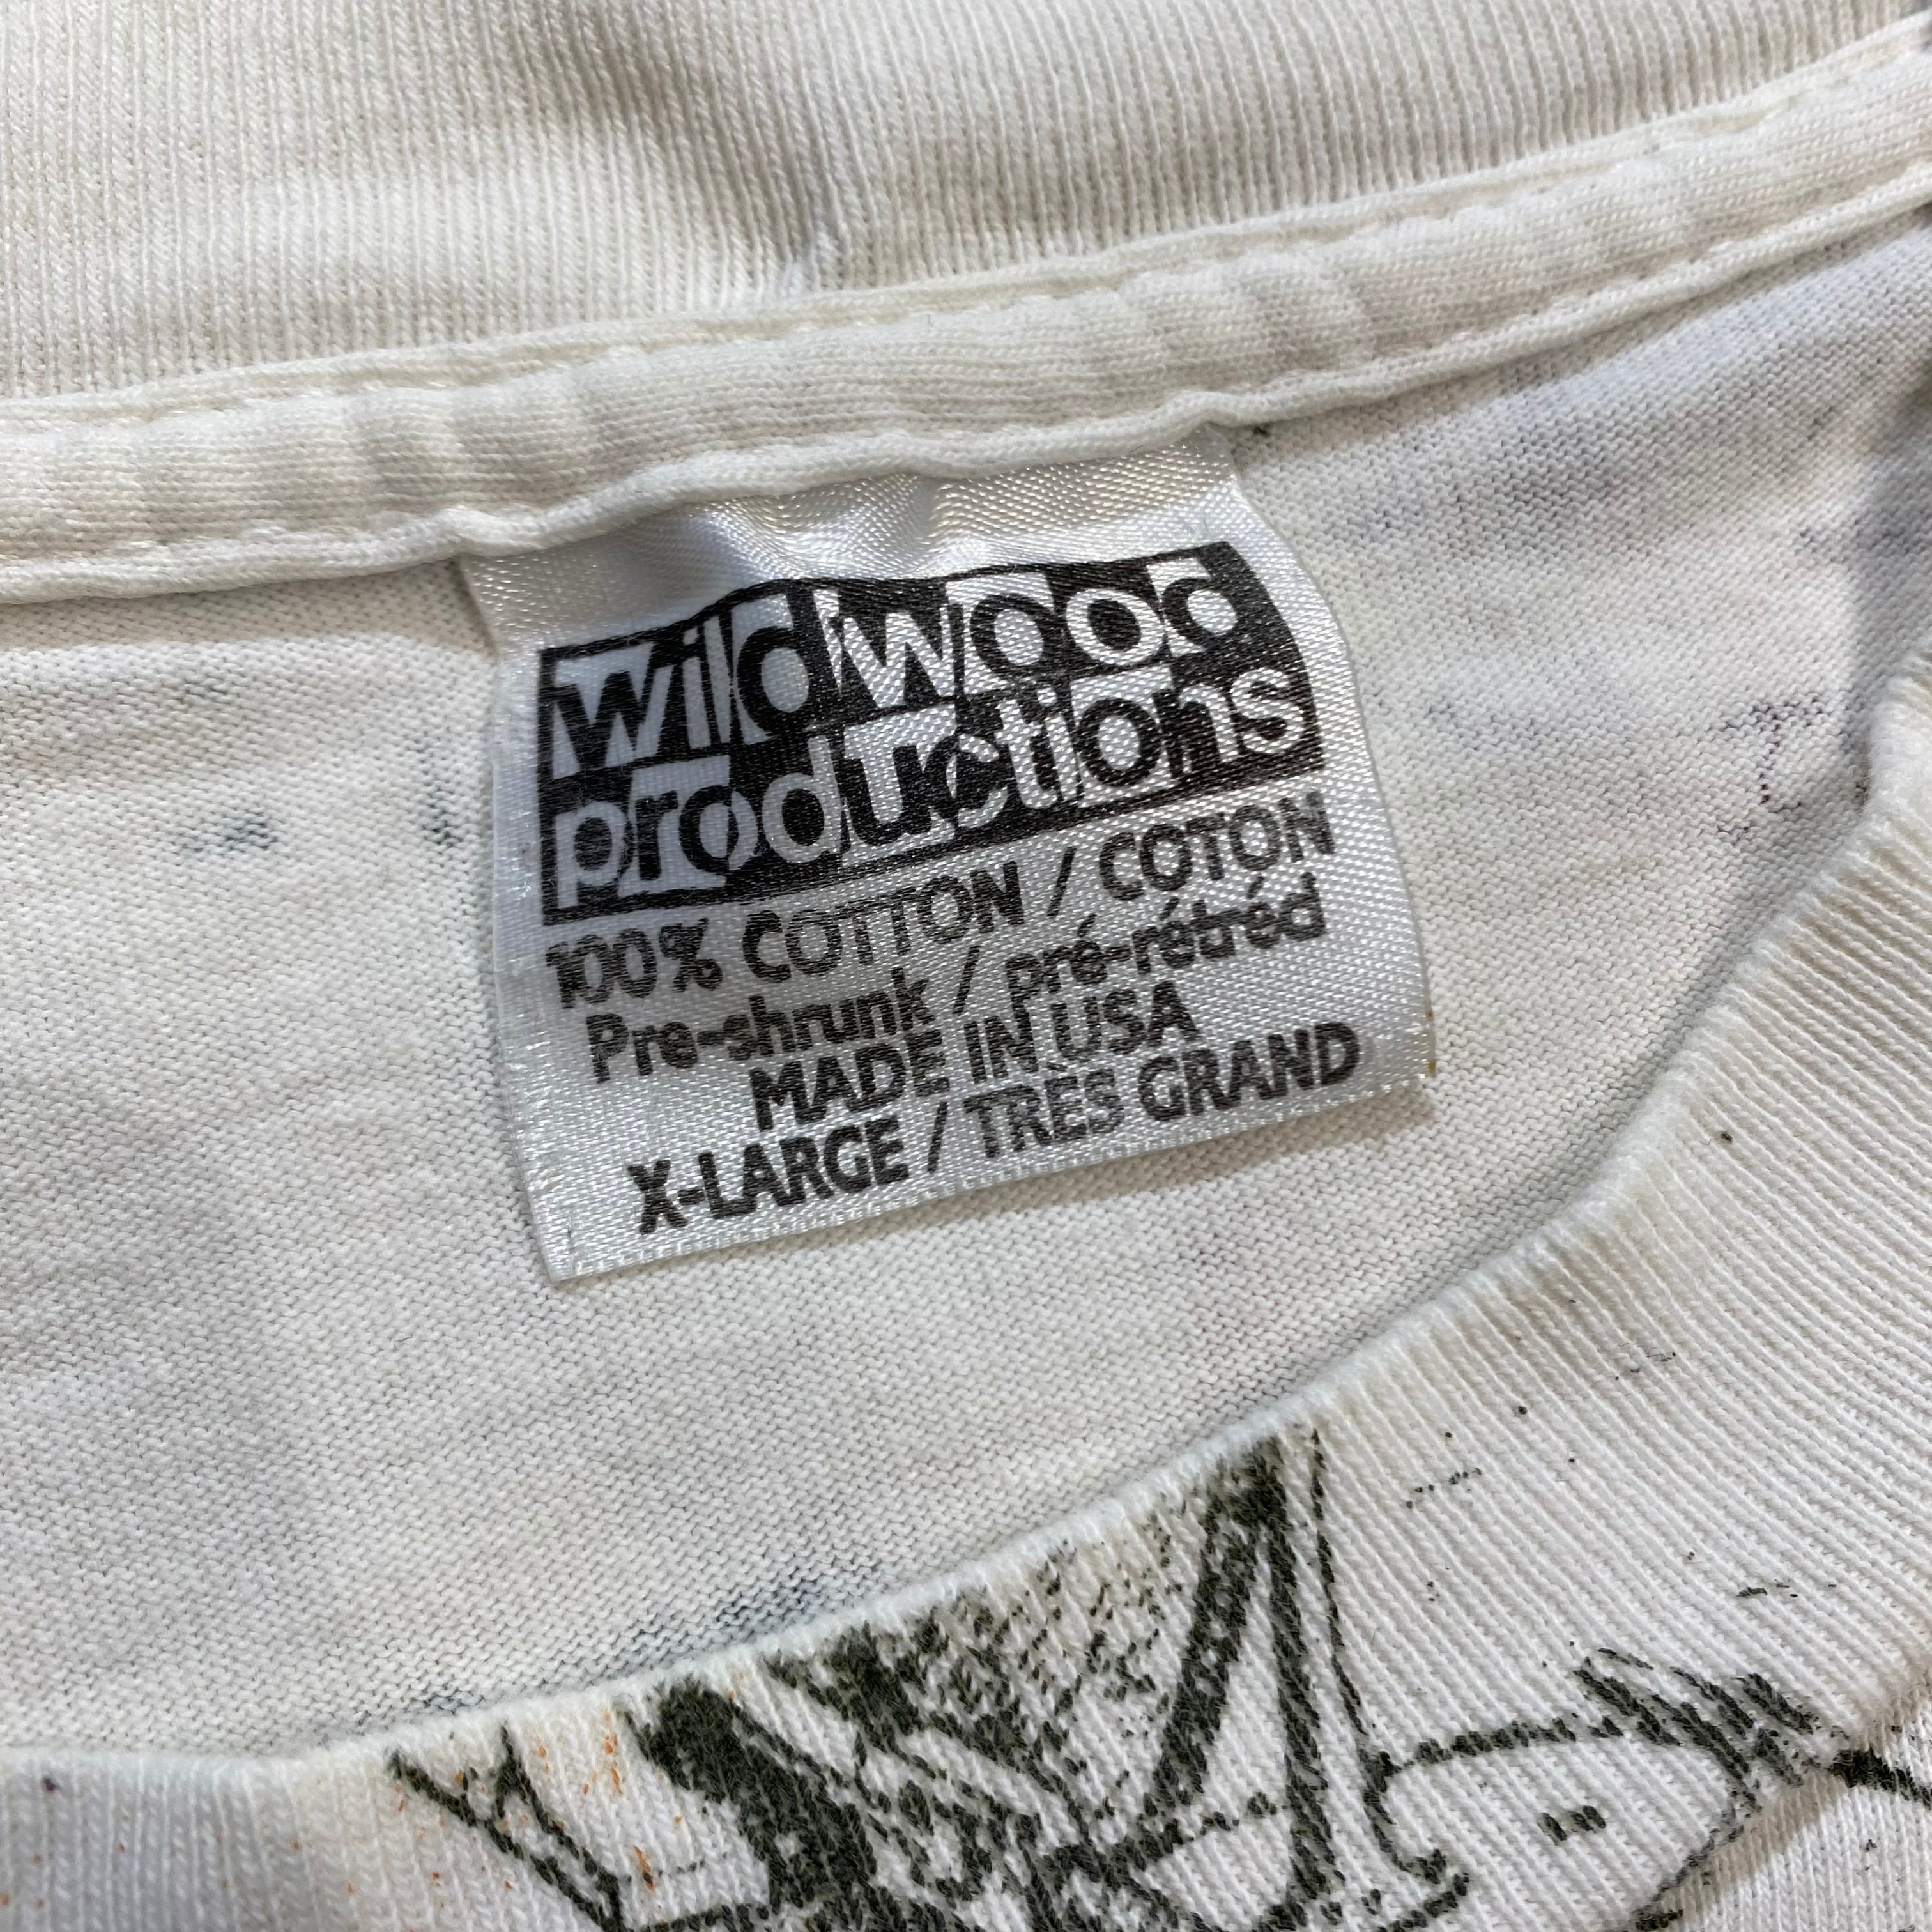 wildwood
productions
100% COTTON / COTON
Pre-shrunk / pré-rétréd
MADE IN USA
X-LARGE / TRÈS GRAND